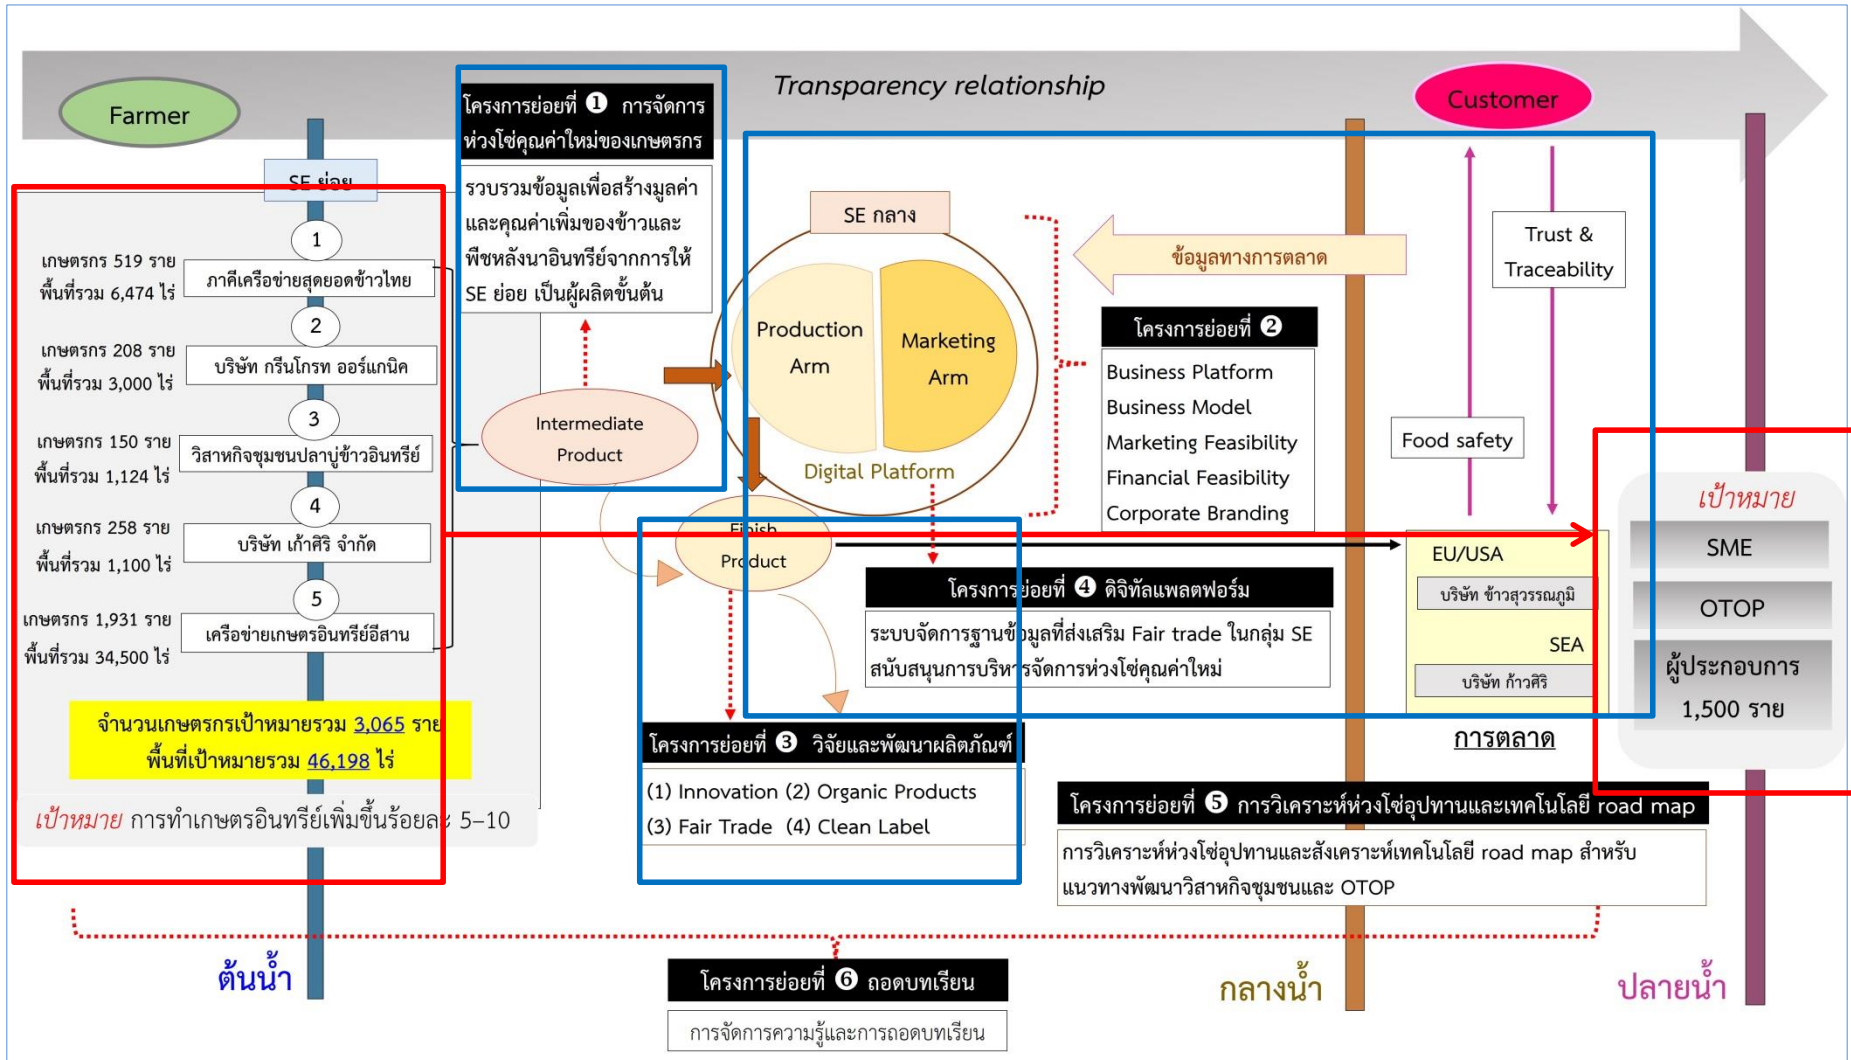 Transparency relationship
Farmer
Customer
SE ย่อย
1
เกษตรกร 519 ราย
พื้นที่รวม 6,474 ไร่
ภาคีเครือข่ายสุดยอดข้าวไทย
2
เกษตรกร 208 ราย
พื้นที่รวม 3,000 ไร่
บริษัท กรีนโกรท ออร์แกนิค
3
เกษตรกร 150 ราย
พื้นที่รวม 1,124 ไร่
วิสาหกิจชุมชนปลาบู่ข้าวอินทรีย์
4
เกษตรกร 258 ราย
พื้นที่รวม 1,100 ไร่
บริษัท เก้าศิริ จำกัด
5
เกษตรกร 1,931 ราย
พื้นที่รวม 34,500 ไร่
เครือข่ายเกษตรอินทรีย์อีสาน
จำนวนเกษตรกรเป้าหมายรวม 3,065 ราย
พื้นที่เป้าหมายรวม 46,198 ไร่
เป้าหมาย การทำเกษตรอินทรีย์เพิ่มขึ้นร้อยละ 5–10
โครงการย่อยที่ ❶ การจัดการ
ห่วงโซ่คุณค่าใหม่ของเกษตรกร
รวบรวมข้อมูลเพื่อสร้างมูลค่า
และคุณค่าเพิ่มของข้าวและ
พืชหลังนาอินทรีย์จากการให้
SE ย่อย เป็นผู้ผลิตขั้นต้น
Intermediate
Product
SE กลาง
Production
Arm
Marketing
Arm
Digital Platform
Finish
Product
ข้อมูลทางการตลาด
โครงการย่อยที่ ❷
Business Platform
Business Model
Marketing Feasibility
Financial Feasibility
Corporate Branding
Trust &
Traceability
Food safety
โครงการย่อยที่ ❹ ดิจิทัลแพลตฟอร์ม
ระบบจัดการฐานข้อมูลที่ส่งเสริม Fair trade ในกลุ่ม SE
สนับสนุนการบริหารจัดการห่วงโซ่คุณค่าใหม่
EU/USA
บริษัท ข้าวสุวรรณภูมิ
SEA
บริษัท ก้าวศิริ
การตลาด
เป้าหมาย
SME
OTOP
ผู้ประกอบการ
1,500 ราย
โครงการย่อยที่ ❸ วิจัยและพัฒนาผลิตภัณฑ์
(1) Innovation (2) Organic Products
(3) Fair Trade (4) Clean Label
โครงการย่อยที่ ❺ การวิเคราะห์ห่วงโซ่อุปทานและเทคโนโลยี road map
การวิเคราะห์ห่วงโซ่อุปทานและสังเคราะห์เทคโนโลยี road map สำหรับ
แนวทางพัฒนาวิสาหกิจชุมชนและ OTOP
ต้นน้ำ
กลางน้ำ
ปลายน้ำ
โครงการย่อยที่ ❻ ถอดบทเรียน
การจัดการความรู้และการถอดบทเรียน